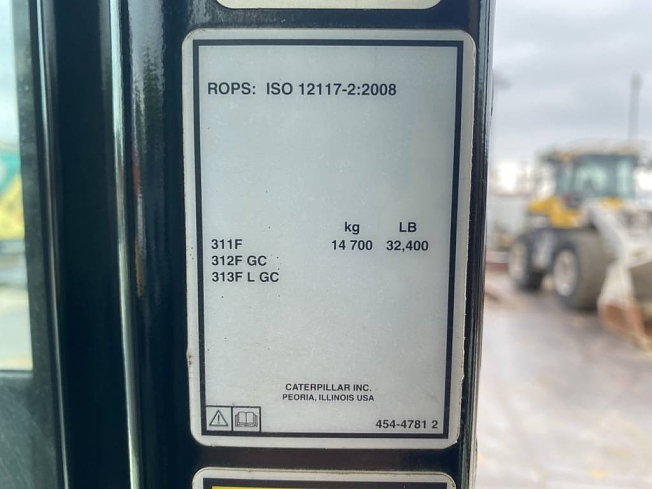 ROPS: ISO 12117-2:2008
kg LB
311F 14 700 32,400
312F GC
313F L GC
CATERPILLAR INC.
PEORIA, ILLINOIS USA
454-4781 2